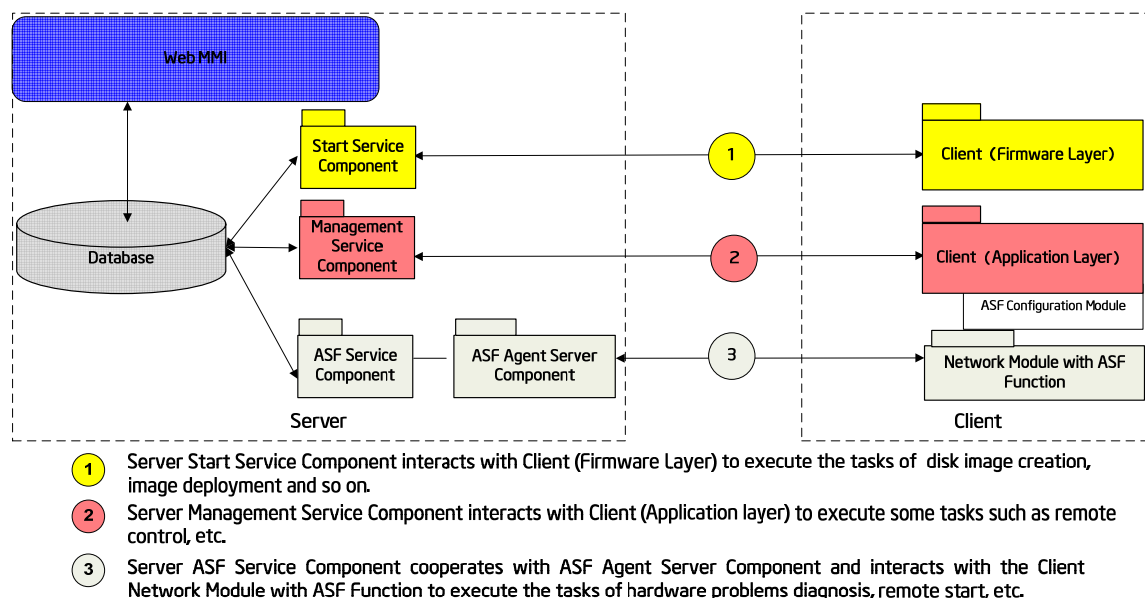 Web MMI
Start Service
Component
1
Client (Firmware Layer)
Management
Service
Component
2
Client (Application Layer)
Database
ASF Configuration Module
ASF Service
Component
ASF Agent Server
Component
3
Network Module with ASF
Function
Server
Client
1 Server Start Service Component interacts with Client (Firmware Layer) to execute the tasks of disk image creation,
image deployment and so on.
2 Server Management Service Component interacts with Client (Application layer) to execute some tasks such as remote
control, etc.
3 Server ASF Service Component cooperates with ASF Agent Server Component and interacts with the Client
Network Module with ASF Function to execute the tasks of hardware problems diagnosis, remote start, etc.